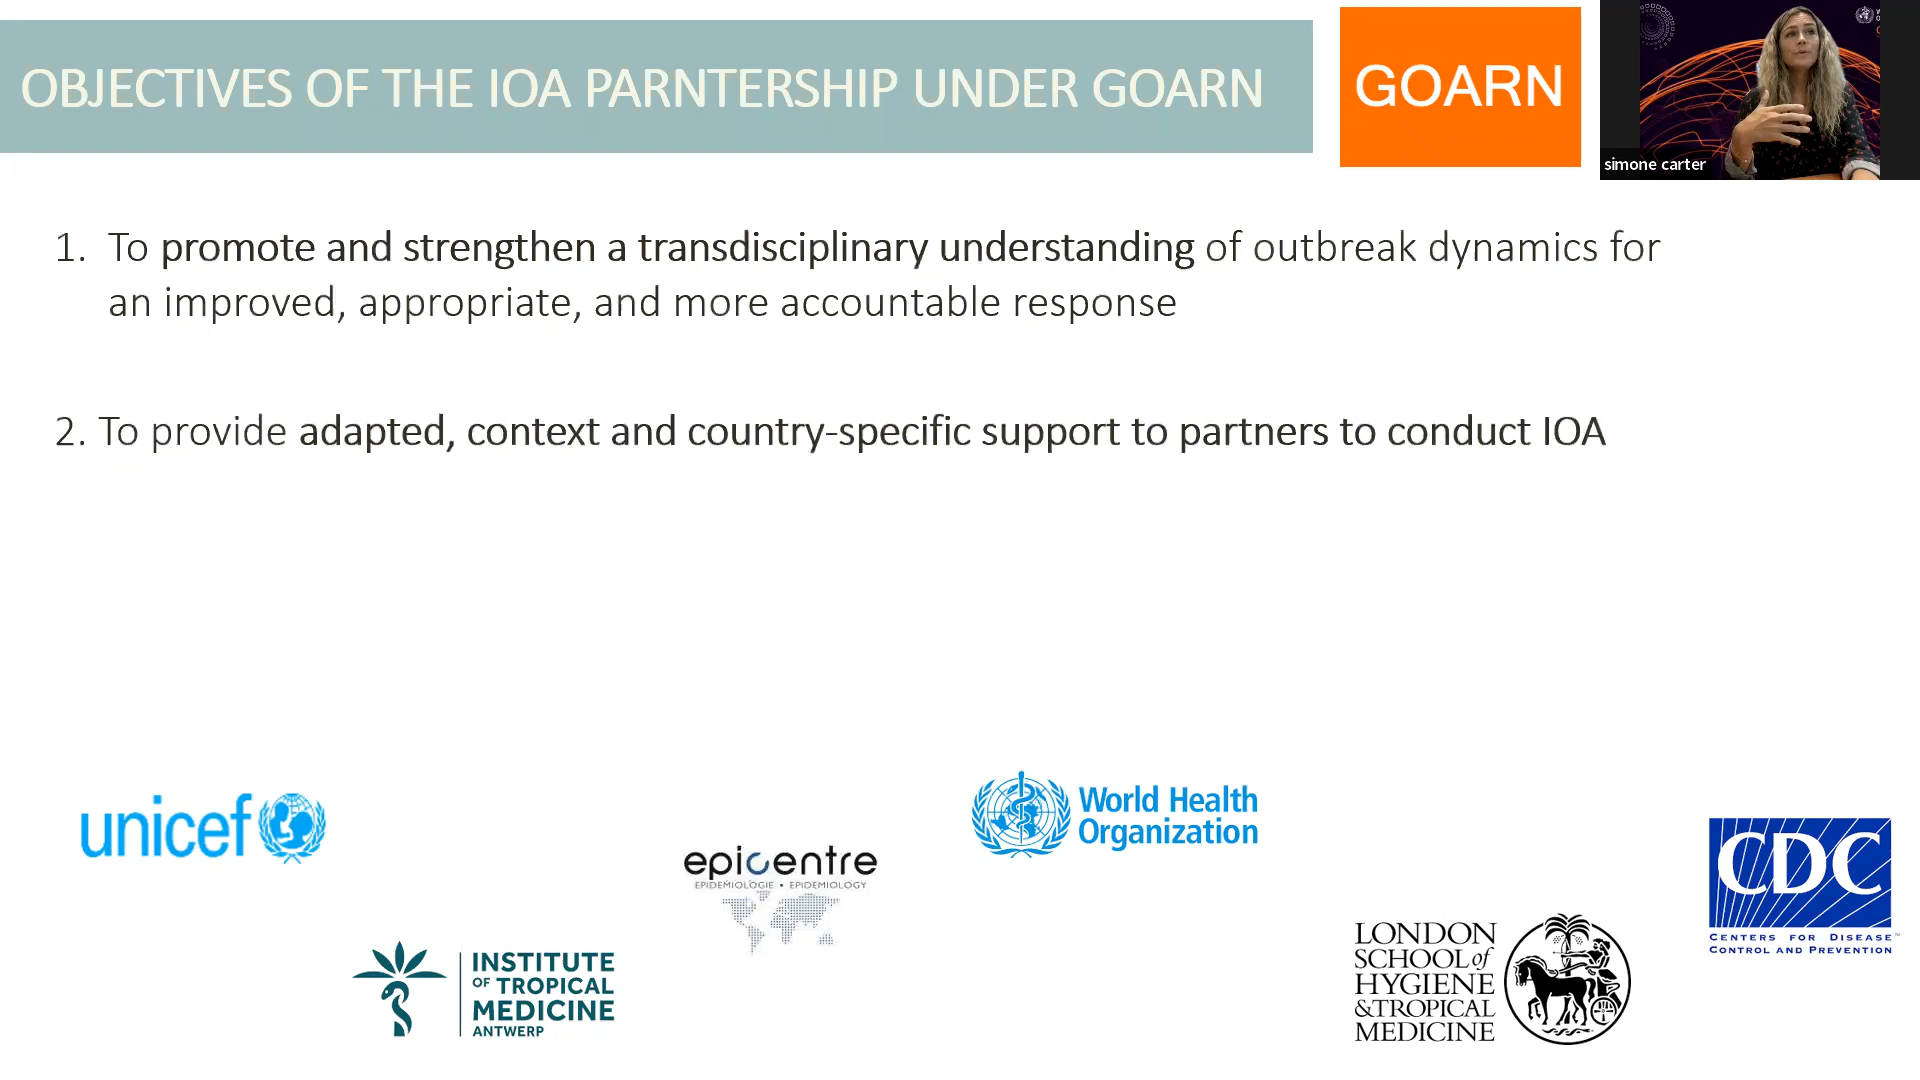 OBJECTIVES OF THE IOA PARNTERSHIP UNDER GOARN
GOARN
simone carter
1. To promote and strengthen a transdisciplinary understanding of outbreak dynamics for
an improved, appropriate, and more accountable response
2. To provide adapted, context and country-specific support to partners to conduct IOA
unicef
World Health
Organization
epicentre
EPIDEMIOLOGIE • EPIDEMIOLOGY
CDC
CENTERS FOR DISEASE™
CONTROL AND PREVENTION
INSTITUTE
OF TROPICAL
MEDICINE
ANTWERP
LONDON
SCHOOL of
HYGIENE
& TROPICAL
MEDICINE